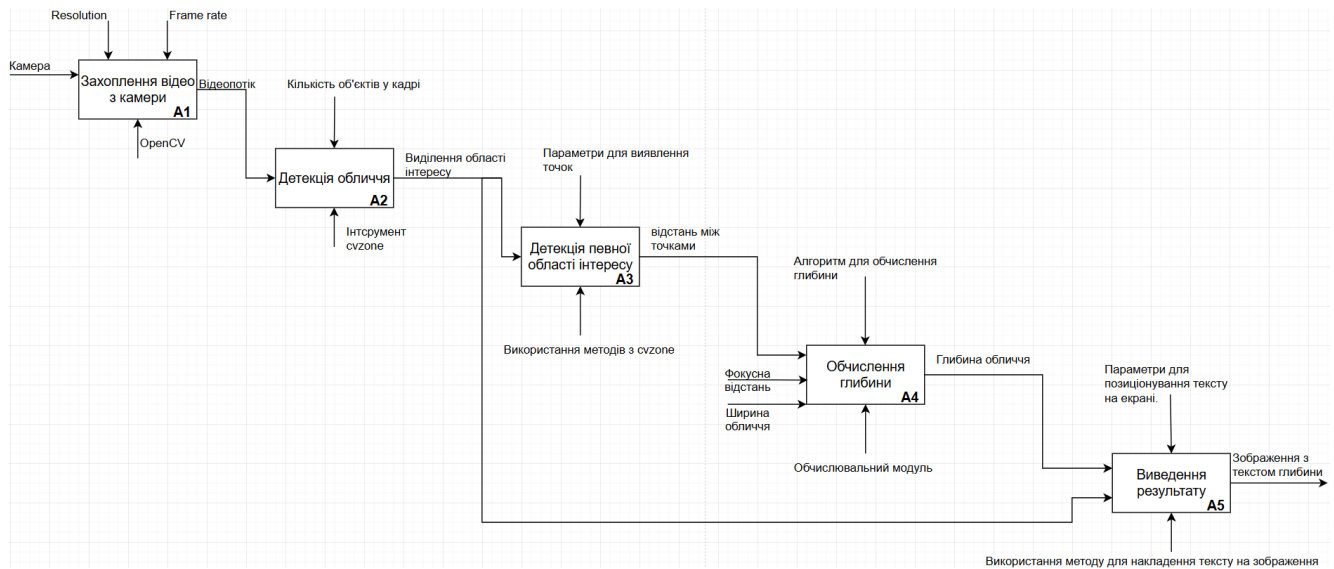 Resolution
Frame rate
Камера
Захоплення відео
з камери
A1
Відеопотік
OpenCV
Кількість об'єктів у кадрі
Детекція обличчя
A2
Виділення області
інтересу
Інтсрумент
cvzone
Параметри для виявлення
точок
Детекція певної
області інтересу
A3
відстань між
точками
Використання методів з cvzone
Алгоритм для обчислення
глибини
Обчислення
глибини
A4
Фокусна
відстань
Ширина
обличчя
Глибина обличчя
Обчислювальний модуль
Параметри для
позиціонування тексту
на екрані.
Виведення
результату
A5
Зображення з
текстом глибини
Використання методу для накладення тексту на зображення